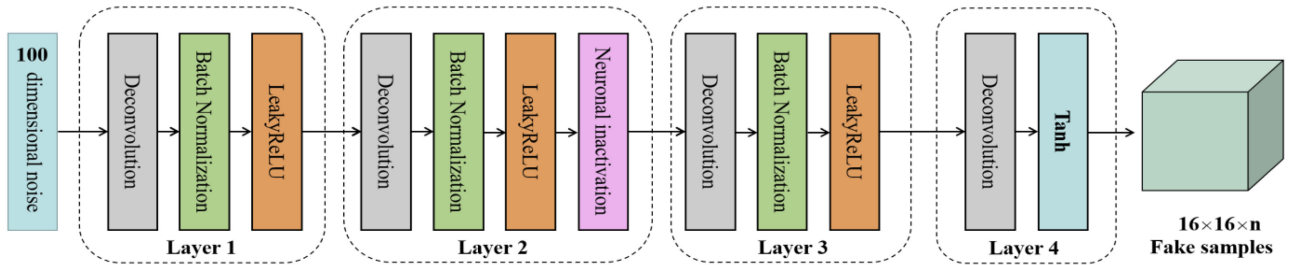 100
dimensional noise
Deconvolution
Batch Normalization
LeakyReLU
Layer 1
Deconvolution
Batch Normalization
LeakyReLU
Neuronal inactivation
Layer 2
Deconvolution
Batch Normalization
LeakyReLU
Layer 3
Deconvolution
Tanh
Layer 4
16×16×n
Fake samples